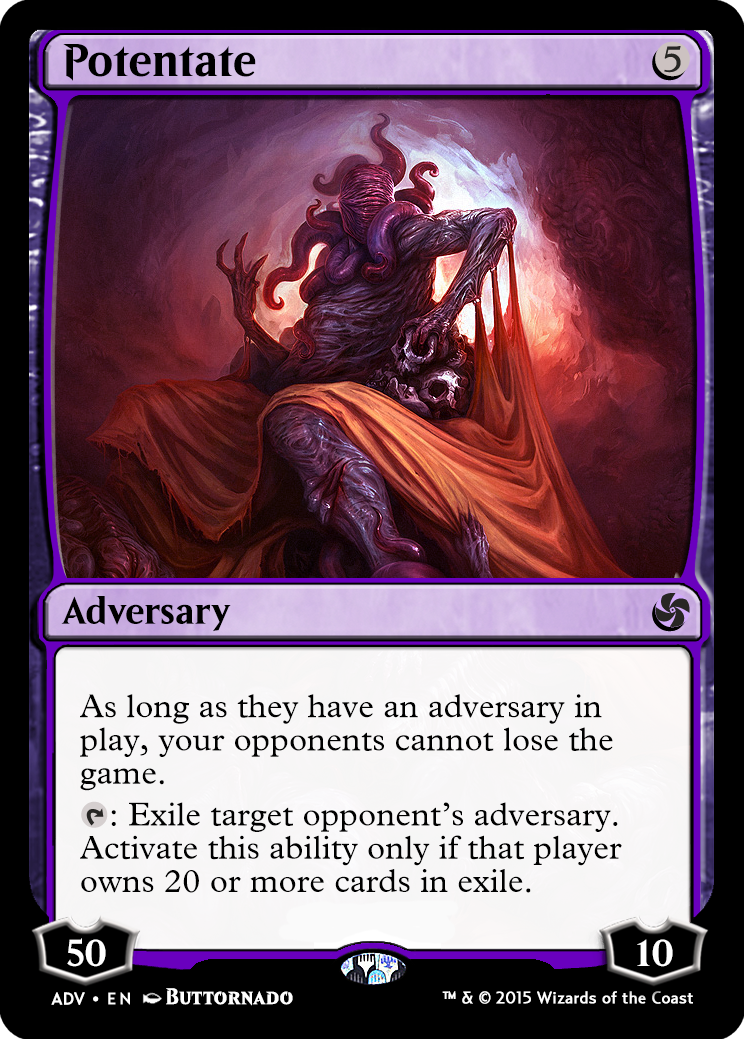 Potentate 5
Adversary
As long as they have an adversary in
play, your opponents cannot lose the
game.
: Exile target opponent's adversary.
Activate this ability only if that player
owns 20 or more cards in exile.
50 10
ADV • EN BUTTORNADO ™ & © 2015 Wizards of the Coast